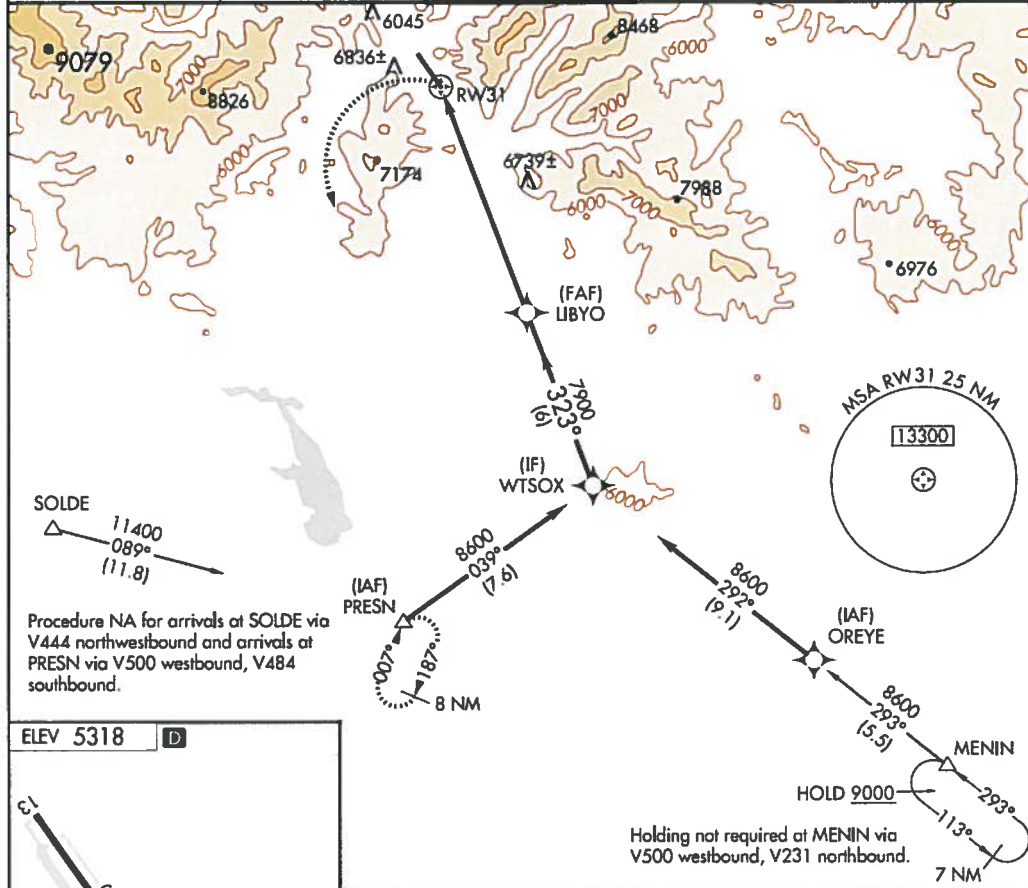 6045
9079
8826
6836±
RW31
8468
6000
7000
6000
7000
6000
7174
6739±
7988
6000
7000
6000
6976
(FAF)
LIBYO
7900
323°
(6)
(IF)
WTSOX
6000
MSA RW31 25 NM
13300
SOLDE
11400
089°
(11.8)
8600
039°
(7.6)
(IAF)
PRESN
007°
187°
8 NM
8600
292°
(9.1)
(IAF)
OREYE
8600
293°
(5.5)
MENIN
HOLD 9000
293°
113°
7 NM
Procedure NA for arrivals at SOLDE via
V444 northwestbound and arrivals at
PRESN via V500 westbound, V484
southbound.
Holding not required at MENIN via
V500 westbound, V231 northbound.
ELEV 5318 D
13